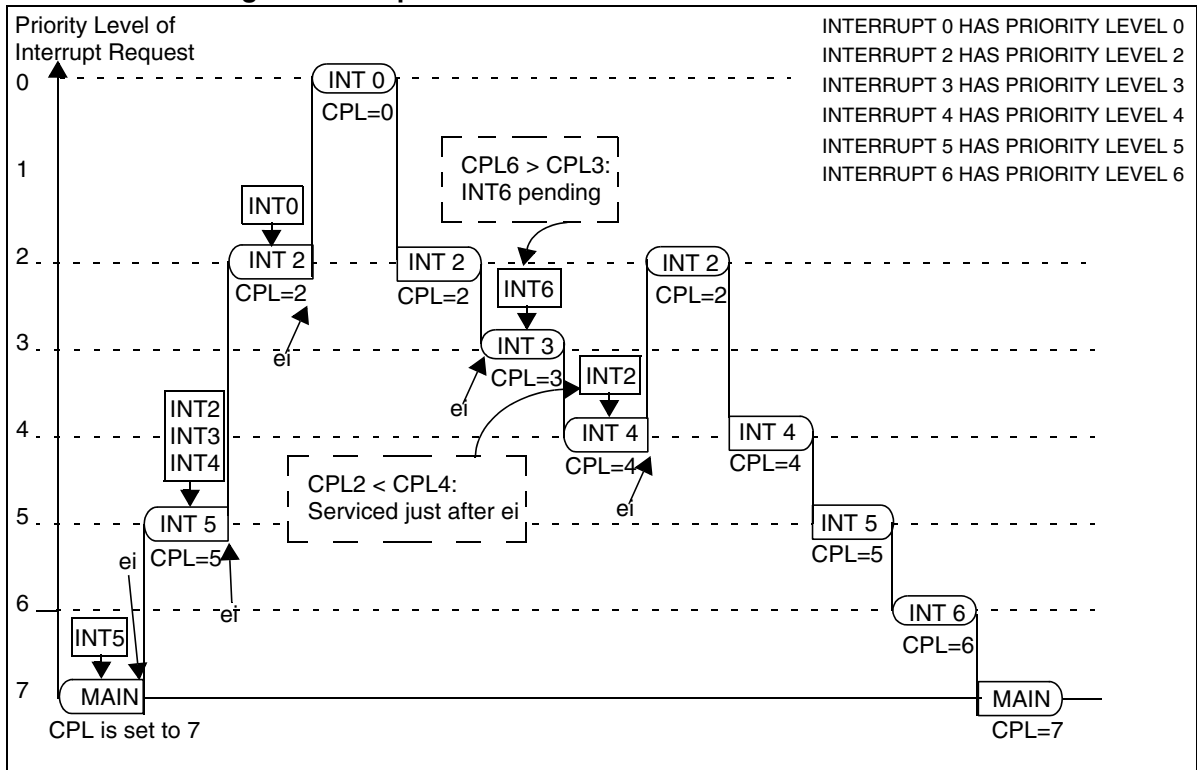 Priority Level of
Interrupt Request
INTERRUPT 0 HAS PRIORITY LEVEL 0
INTERRUPT 2 HAS PRIORITY LEVEL 2
INTERRUPT 3 HAS PRIORITY LEVEL 3
INTERRUPT 4 HAS PRIORITY LEVEL 4
INTERRUPT 5 HAS PRIORITY LEVEL 5
INTERRUPT 6 HAS PRIORITY LEVEL 6
0
INT 0
CPL=0
1
CPL6 > CPL3:
INT6 pending
INT0
2
INT 2
CPL=2
ei
INT 2
CPL=2
INT6
INT 2
CPL=2
3
INT 3
CPL=3
ei
INT2
INT2
INT3
INT4
4
INT 4
CPL=4
ei
INT 4
CPL=4
CPL2 < CPL4:
Serviced just after ei
5
INT 5
CPL=5
ei
ei
INT 5
CPL=5
6
INT 6
CPL=6
INT5
7
MAIN
CPL is set to 7
MAIN
CPL=7